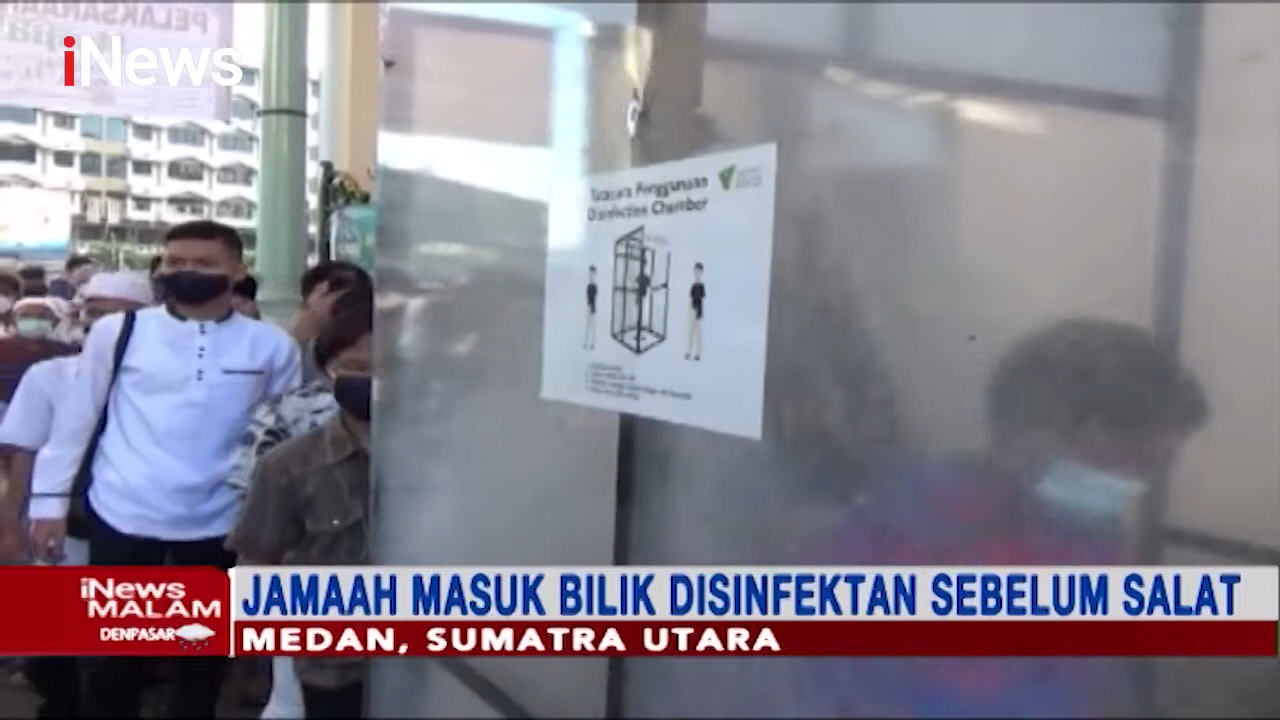 PELAKSANAAN
iNews
Tatacara Penggunaan
Disinfection Chamber
iNews
MALAM
DENPASAR
JAMAAH MASUK BILIK DISINFEKTAN SEBELUM SALAT
MEDAN, SUMATRA UTARA